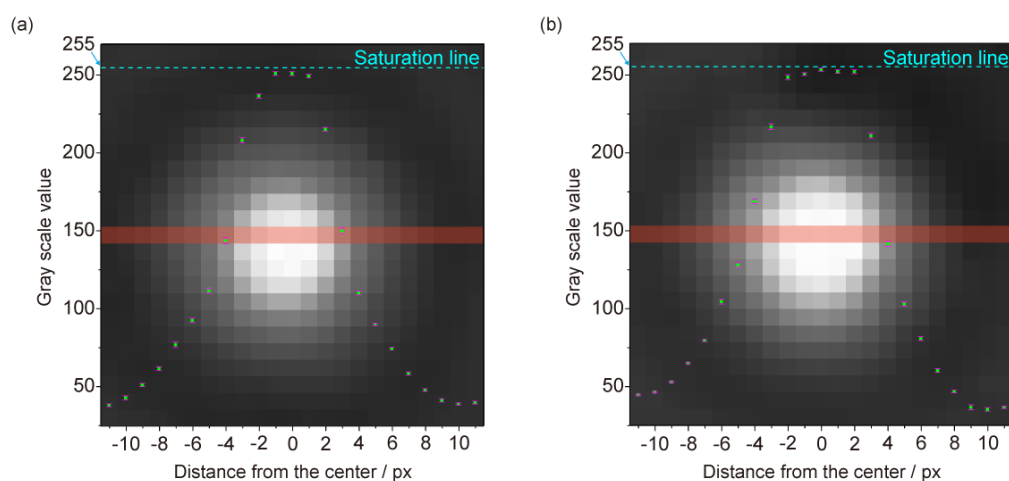 (a)
255
Saturation line
250
200
150
100
50
Gray scale value
-10 -8 -6 -4 -2 0 2 4 6 8 10
Distance from the center / px
(b)
255
Saturation line
250
200
150
100
50
Gray scale value
-10 -8 -6 -4 -2 0 2 4 6 8 10
Distance from the center / px